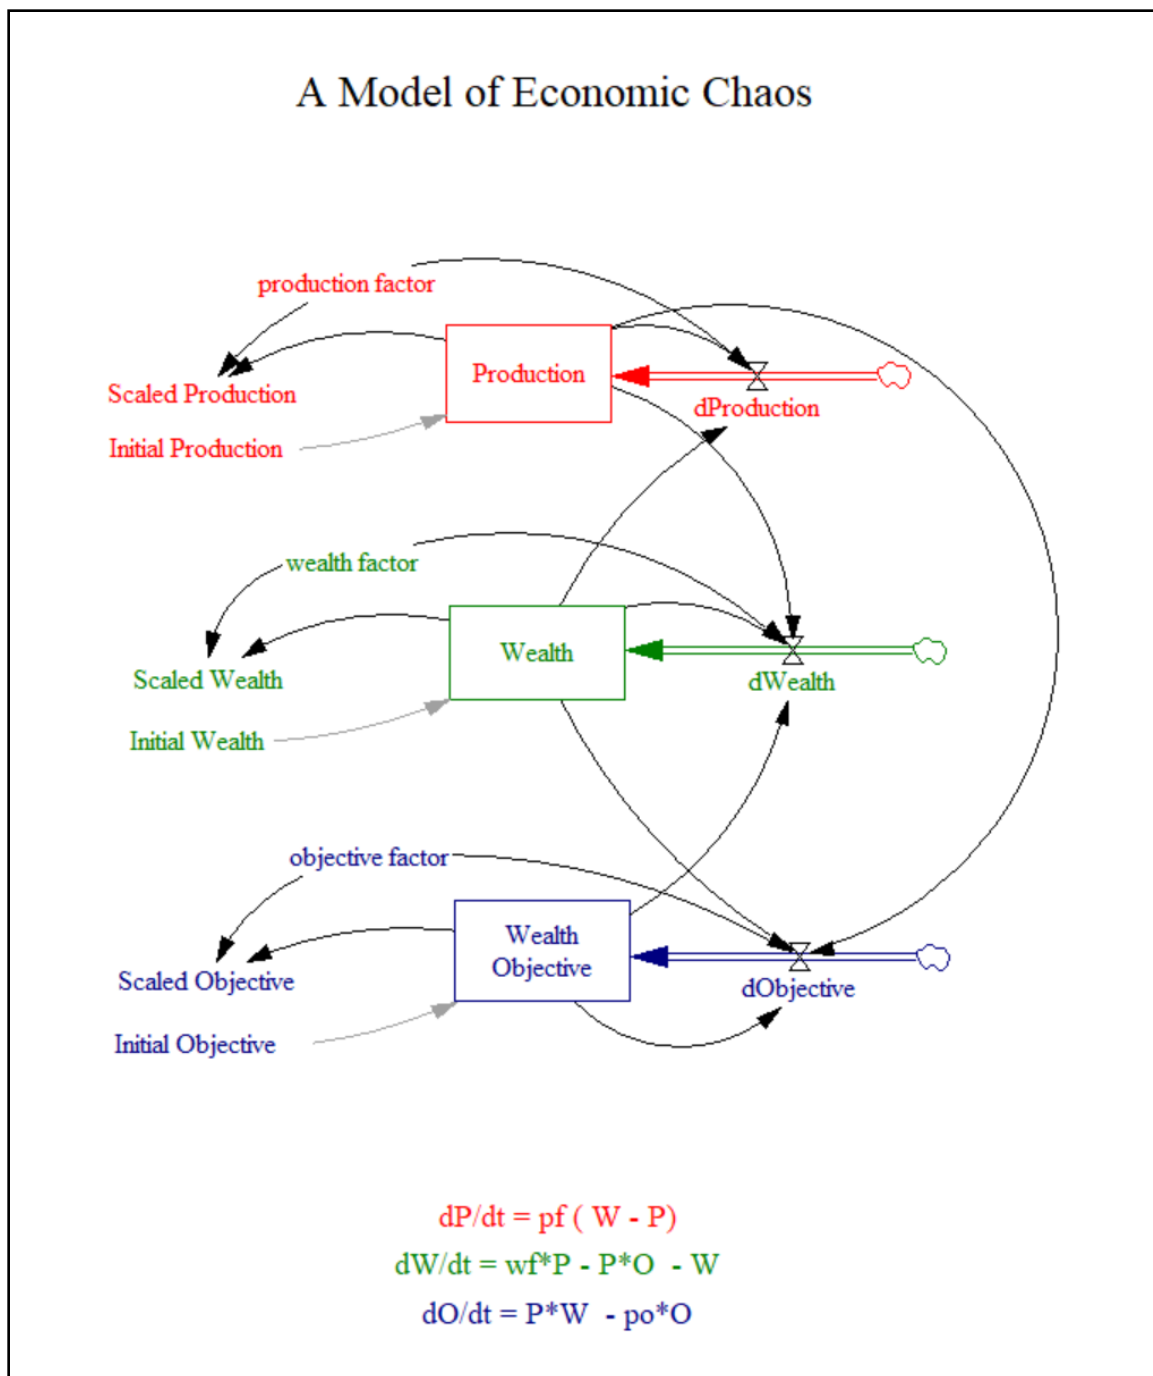 A Model of Economic Chaos
production factor
Production
Scaled Production
dProduction
Initial Production
wealth factor
Wealth
Scaled Wealth
dWealth
Initial Wealth
objective factor
Wealth
Objective
Scaled Objective
dObjective
Initial Objective
dP/dt = pf ( W - P)
dW/dt = wf*P - P*O - W
dO/dt = P*W - po*O